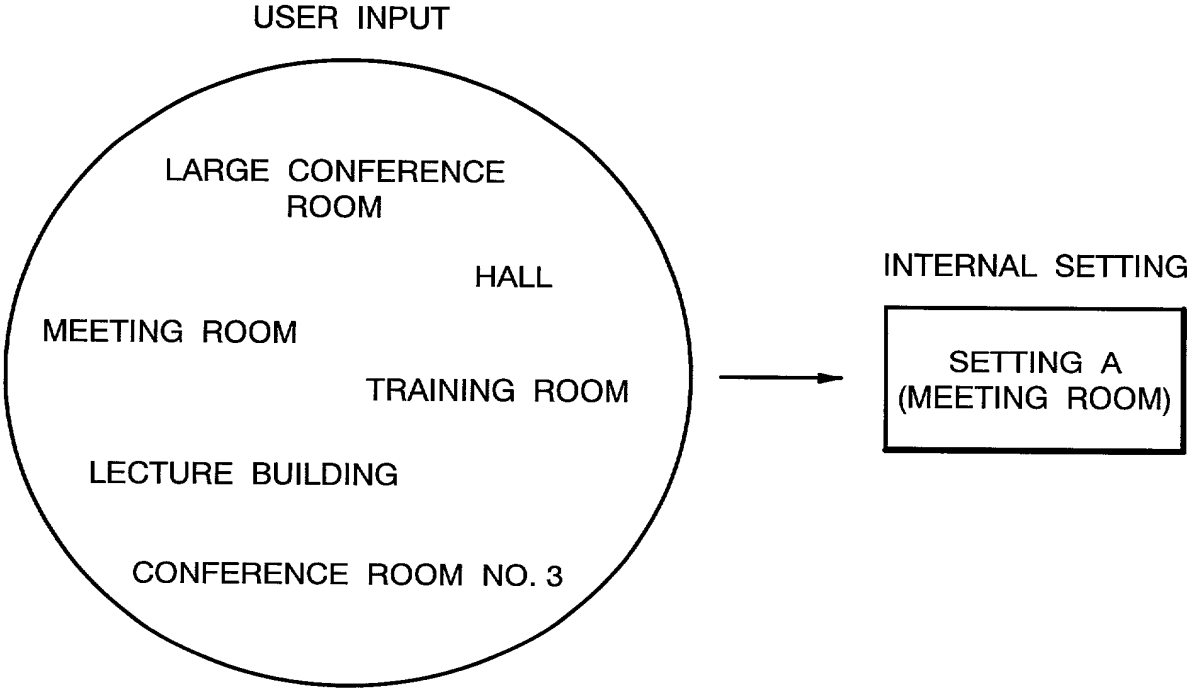 USER INPUT
LARGE CONFERENCE
ROOM
HALL
MEETING ROOM
TRAINING ROOM
LECTURE BUILDING
CONFERENCE ROOM NO. 3
INTERNAL SETTING
SETTING A
(MEETING ROOM)